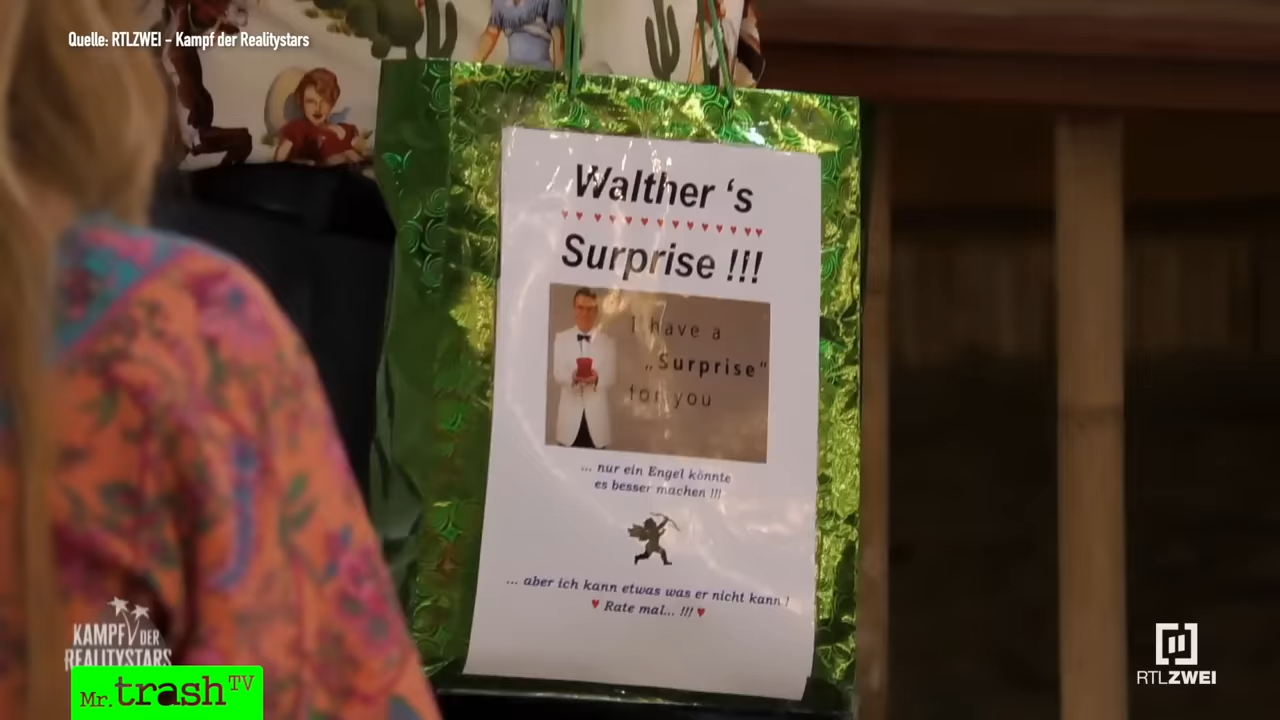 Quelle: RTLZWEI – Kampf der Realitystars
Walther ‘s
Surprise !!!
I have a
„Surprise“
for you
... nur ein Engel könnte
es besser machen !!!
... aber ich kann etwas was er nicht kann !
♥ Rate mal... !!! ♥
KAMPF DER
REALITYSTARS
Mr. trash TV
RTLZWEI